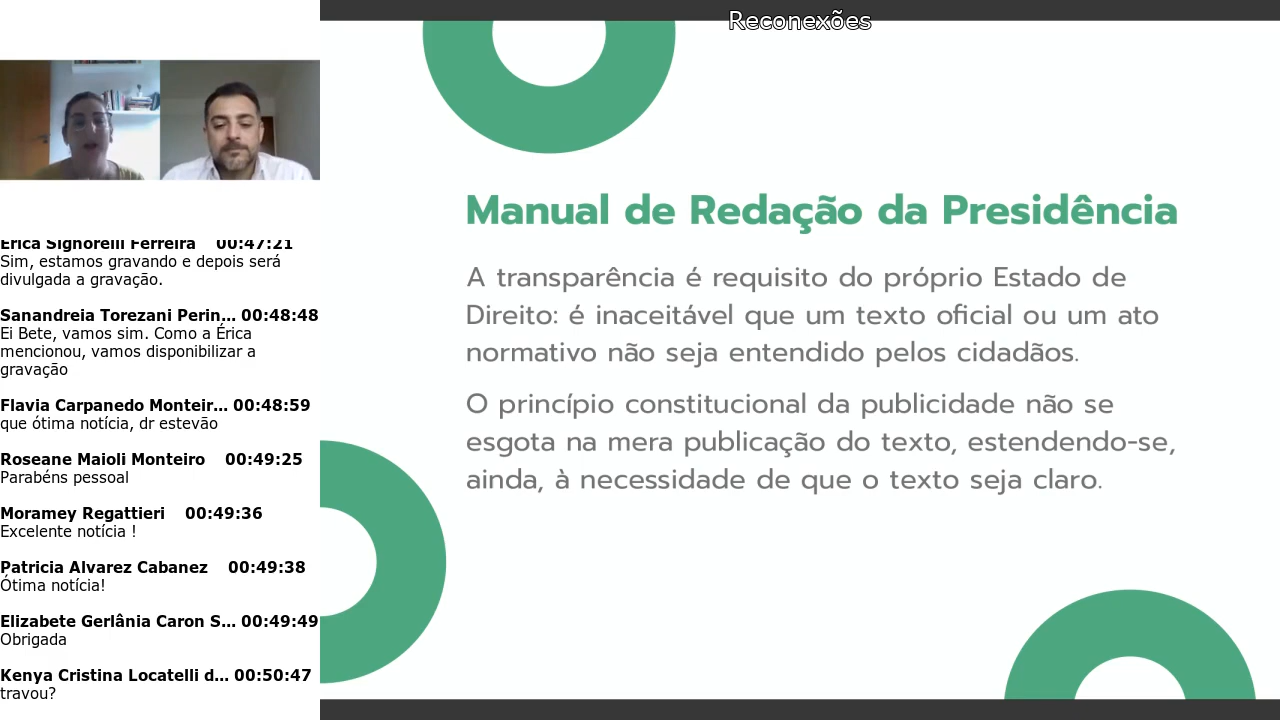 Reconexões
Erica Signorelli Ferreira 00:47:21
Sim, estamos gravando e depois será
divulgada a gravação.
Sanandreia Torezani Perin... 00:48:48
Ei Bete, vamos sim. Como a Érica
mencionou, vamos disponibilizar a
gravação
Flavia Carpanedo Monteir... 00:48:59
que ótima notícia, dr estevão
Roseane Maioli Monteiro 00:49:25
Parabéns pessoal
Moramey Regattieri 00:49:36
Excelente notícia !
Patricia Alvarez Cabanez 00:49:38
Ótima notícia!
Elizabete Gerlânia Caron S... 00:49:49
Obrigada
Kenya Cristina Locatelli d... 00:50:47
travou?
Manual de Redação da Presidência
A transparência é requisito do próprio Estado de
Direito: é inaceitável que um texto oficial ou um ato
normativo não seja entendido pelos cidadãos.
O princípio constitucional da publicidade não se
esgota na mera publicação do texto, estendendo-se,
ainda, à necessidade de que o texto seja claro.